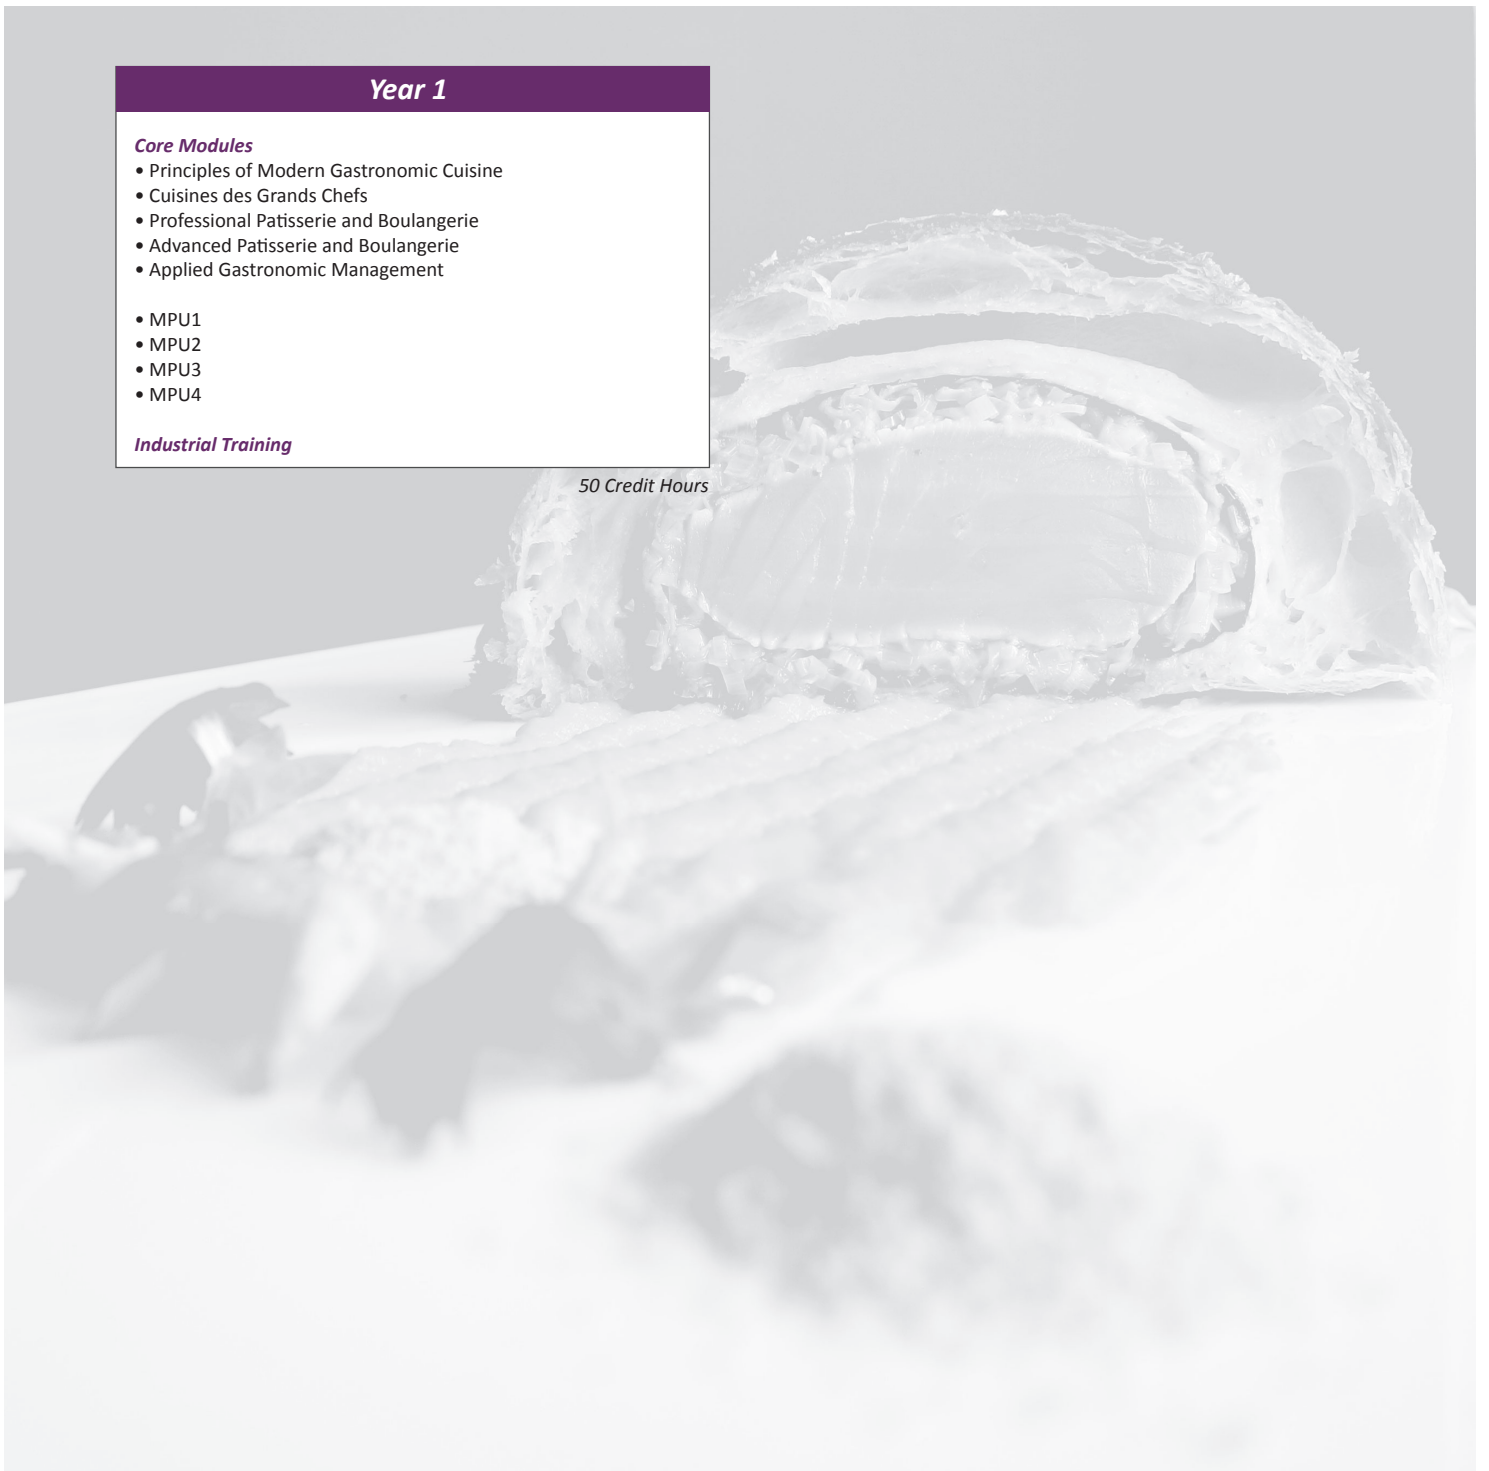 Year 1
Core Modules
• Principles of Modern Gastronomic Cuisine
• Cuisines des Grands Chefs
• Professional Patisserie and Boulangerie
• Advanced Patisserie and Boulangerie
• Applied Gastronomic Management
• MPU1
• MPU2
• MPU3
• MPU4
Industrial Training
50 Credit Hours